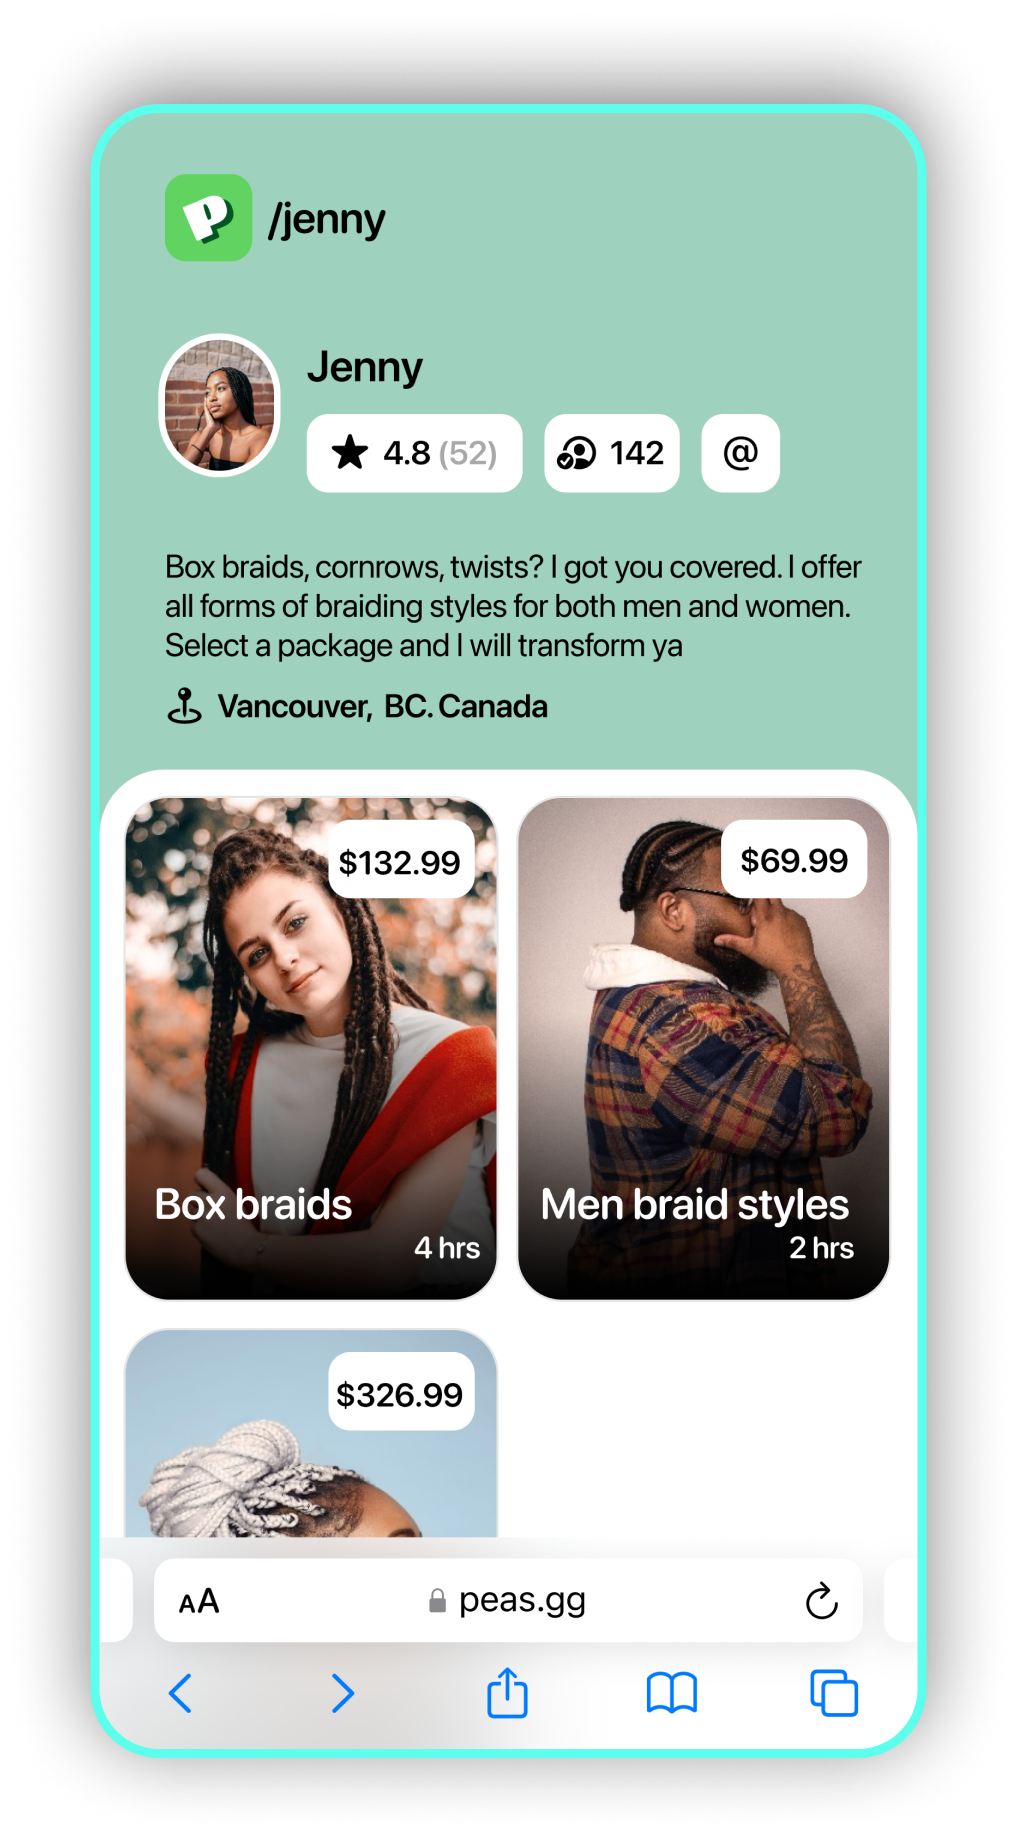 P /jenny
Jenny
4.8 (52) 142 @
Box braids, cornrows, twists? I got you covered. I offer
all forms of braiding styles for both men and women.
Select a package and I will transform ya
Vancouver, BC. Canada
$132.99
Box braids
4 hrs
$69.99
Men braid styles
2 hrs
$326.99
AA peas.gg